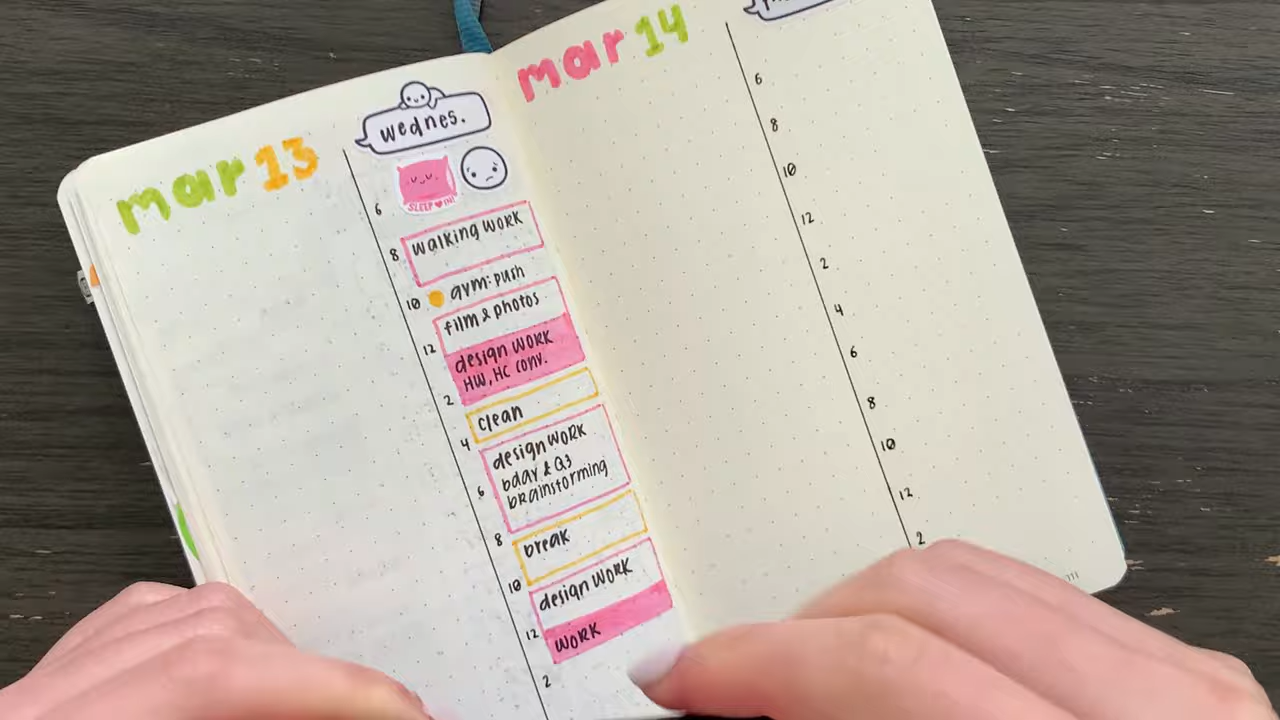 mar 13
wednes.
SLEEP IN!
6
8
walking work
10
gym: push
film & photos
12
design work
HW, HC conv.
2
clean
4
design work
bday & Q3
6
brainstorming
8
break
10
design work
12
work
2
mar 14
6
8
10
12
2
4
6
8
10
12
2
111